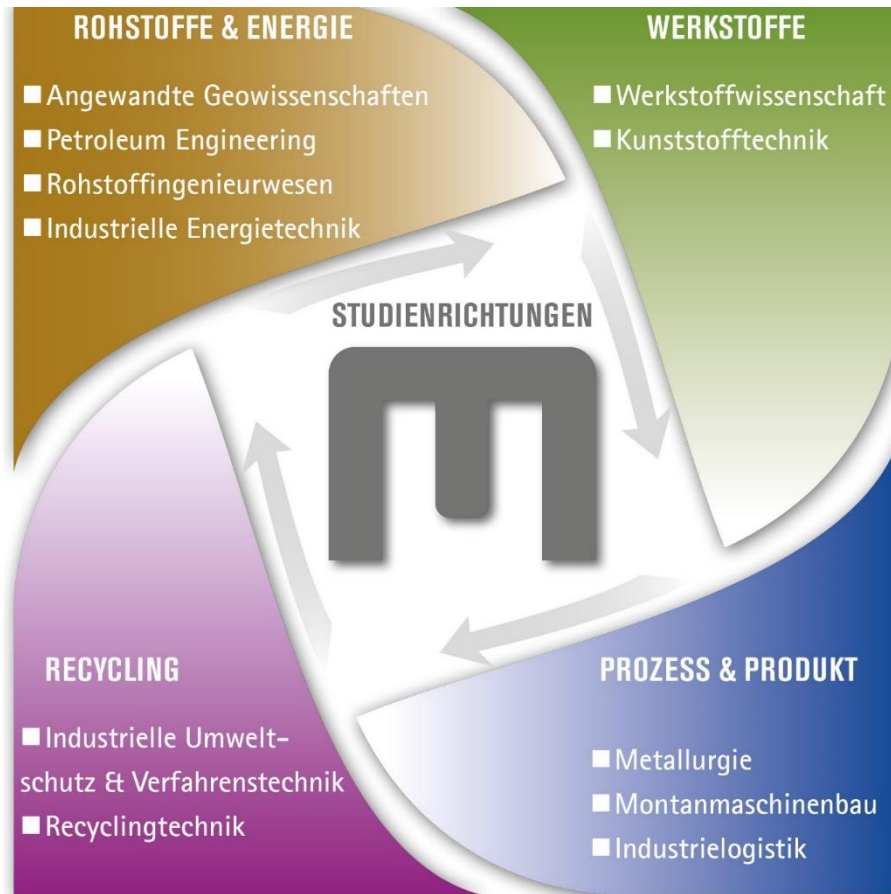 ROHSTOFFE & ENERGIE
■ Angewandte Geowissenschaften
■ Petroleum Engineering
■ Rohstoffingenieurwesen
■ Industrielle Energietechnik
WERKSTOFFE
■ Werkstoffwissenschaft
■ Kunststofftechnik
STUDIENRICHTUNGEN
RECYCLING
■ Industrielle Umwelt-
schutz & Verfahrenstechnik
■ Recyclingtechnik
PROZESS & PRODUKT
■ Metallurgie
■ Montanmaschinenbau
■ Industrielogistik